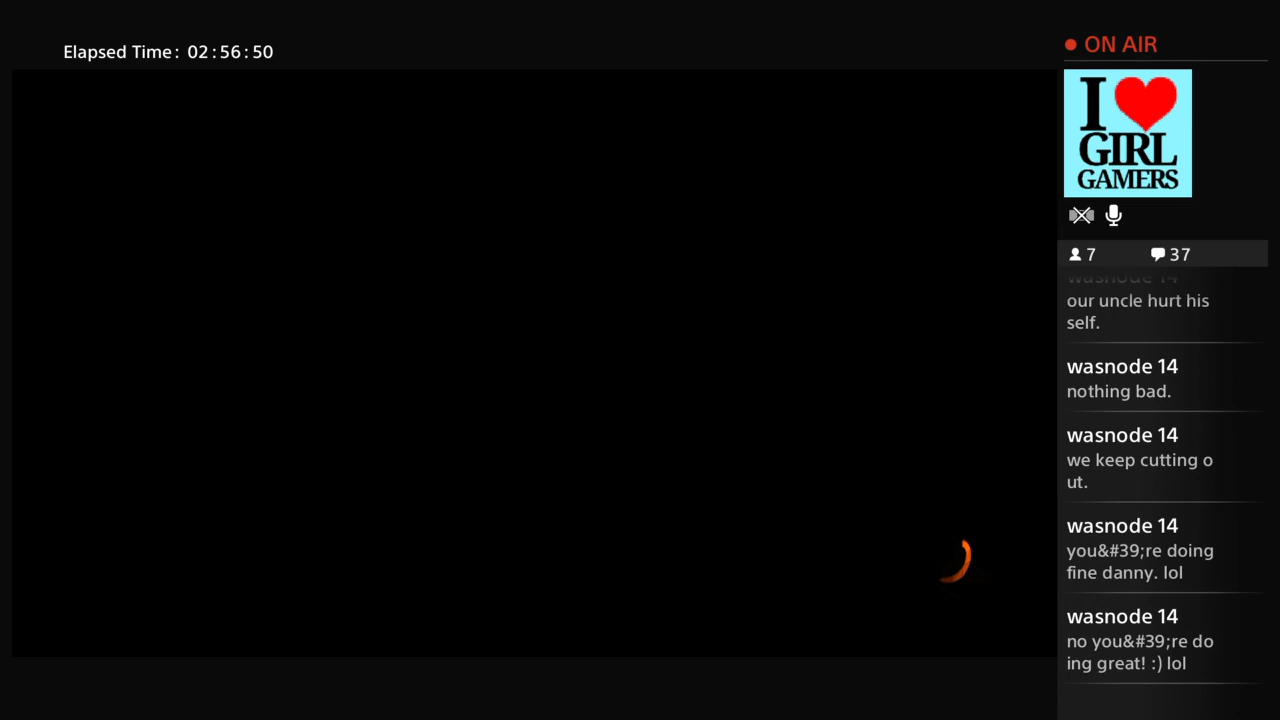 Elapsed Time: 02:56:50
ON AIR
I
GIRL
GAMERS
7 37
wasnode 14
our uncle hurt his
self.
wasnode 14
nothing bad.
wasnode 14
we keep cutting o
ut.
wasnode 14
you&#39;re doing
fine danny. lol
wasnode 14
no you&#39;re do
ing great! :) lol